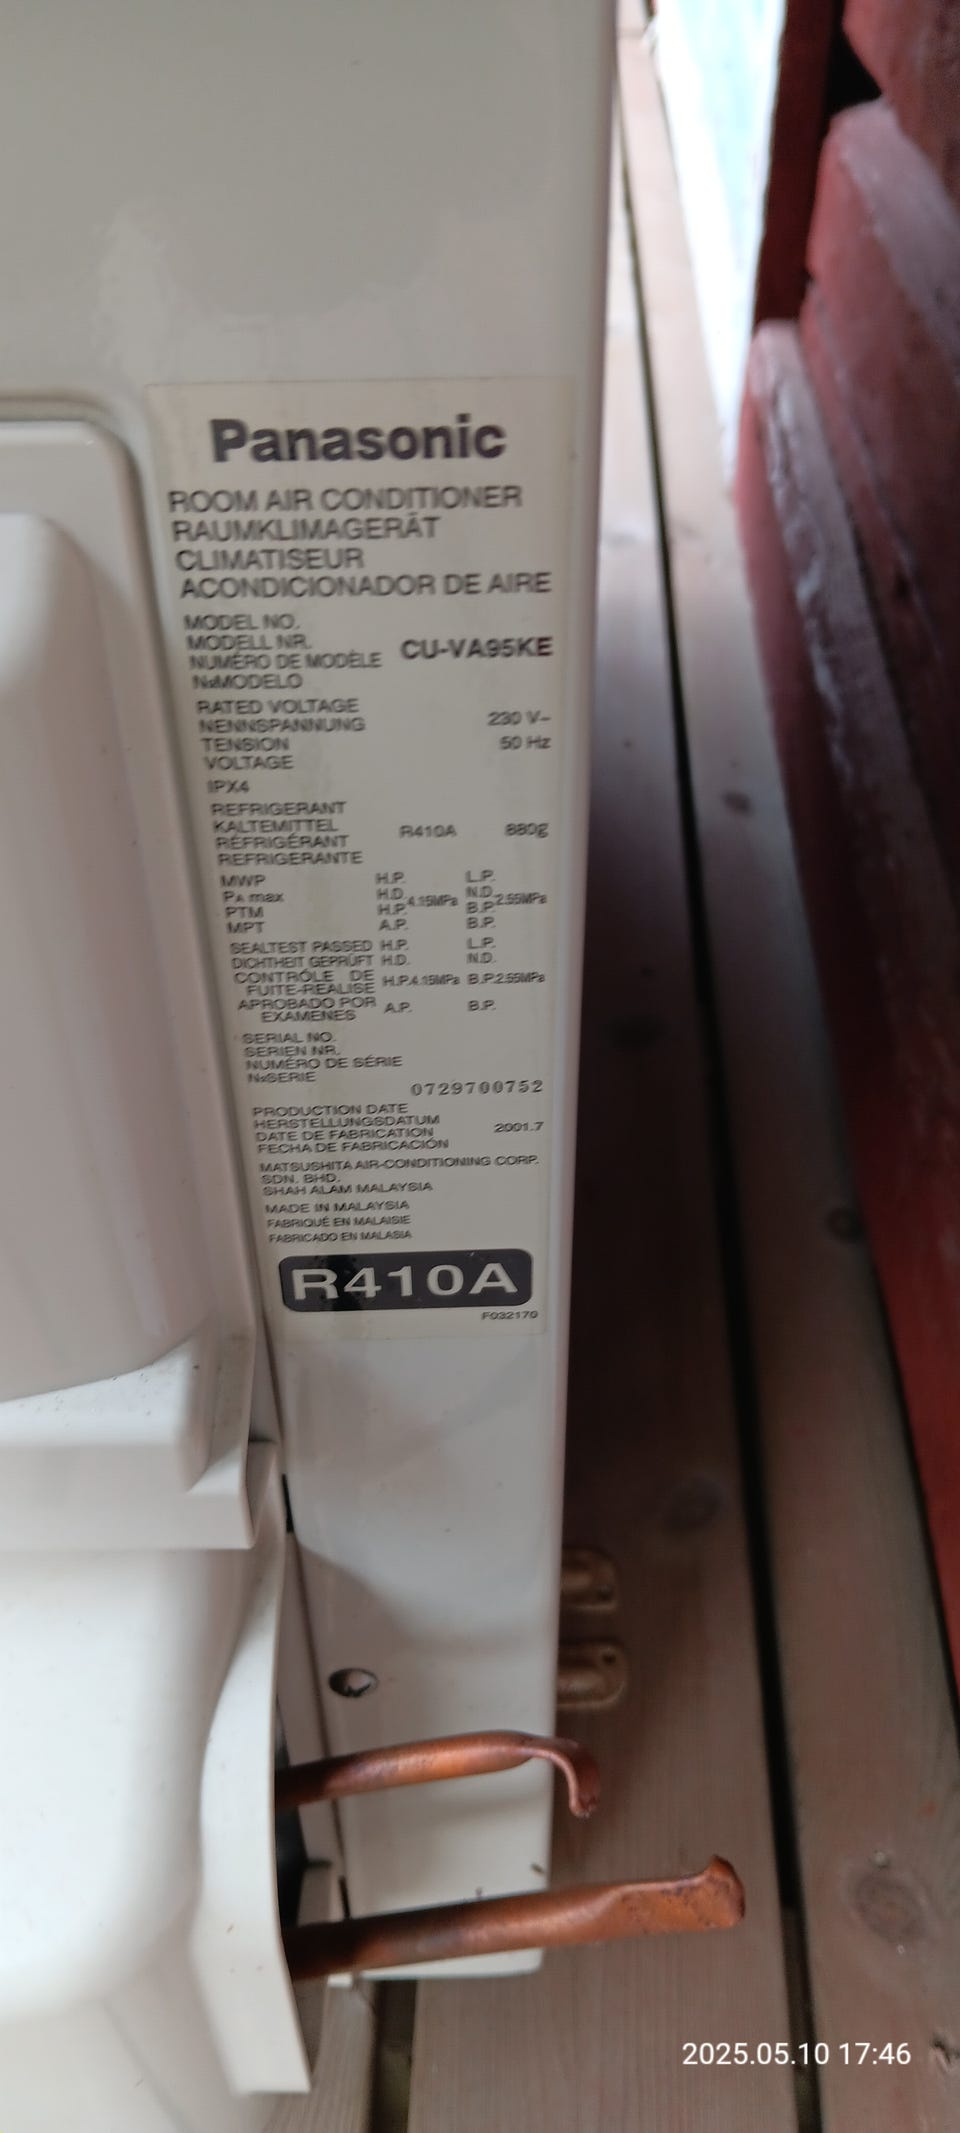 Panasonic
ROOM AIR CONDITIONER
RAUMKLIMAGERÄT
CLIMATISEUR
ACONDICIONADOR DE AIRE
MODEL NO.
MODELL NR.
NUMÉRO DE MODÈLE CU-VA95KE
NºMODELO
RATED VOLTAGE
NENNSPANNUNG 230 V~
TENSION 50 Hz
VOLTAGE
IPX4
REFRIGERANT
KALTEMITTEL R410A 880g
RÉFRIGÉRANT
REFRIGERANTE
MWP H.P. L.P.
PA max H.D. 4.15MPa N.D. 2.55MPa
PTM H.P. B.P.
MPT A.P. B.P.
SEALTEST PASSED H.P. L.P.
DICHTHEIT GEPRÜFT H.D. N.D.
CONTRÔLE DE
FUITE-REALISE H.P.4.15MPa B.P.2.55MPa
APROBADO POR
EXAMENES A.P. B.P.
SERIAL NO.
SERIEN NR.
NUMÉRO DE SÉRIE
NºSERIE
0729700752
PRODUCTION DATE
HERSTELLUNGSDATUM
DATE DE FABRICATION 2001.7
FECHA DE FABRICACIÓN
MATSUSHITA AIR-CONDITIONING CORP.
SDN. BHD.
SHAH ALAM MALAYSIA
MADE IN MALAYSIA
FABRIQUÉ EN MALAISIE
FABRICADO EN MALASIA
R410A
F032170
2025.05.10 17:46